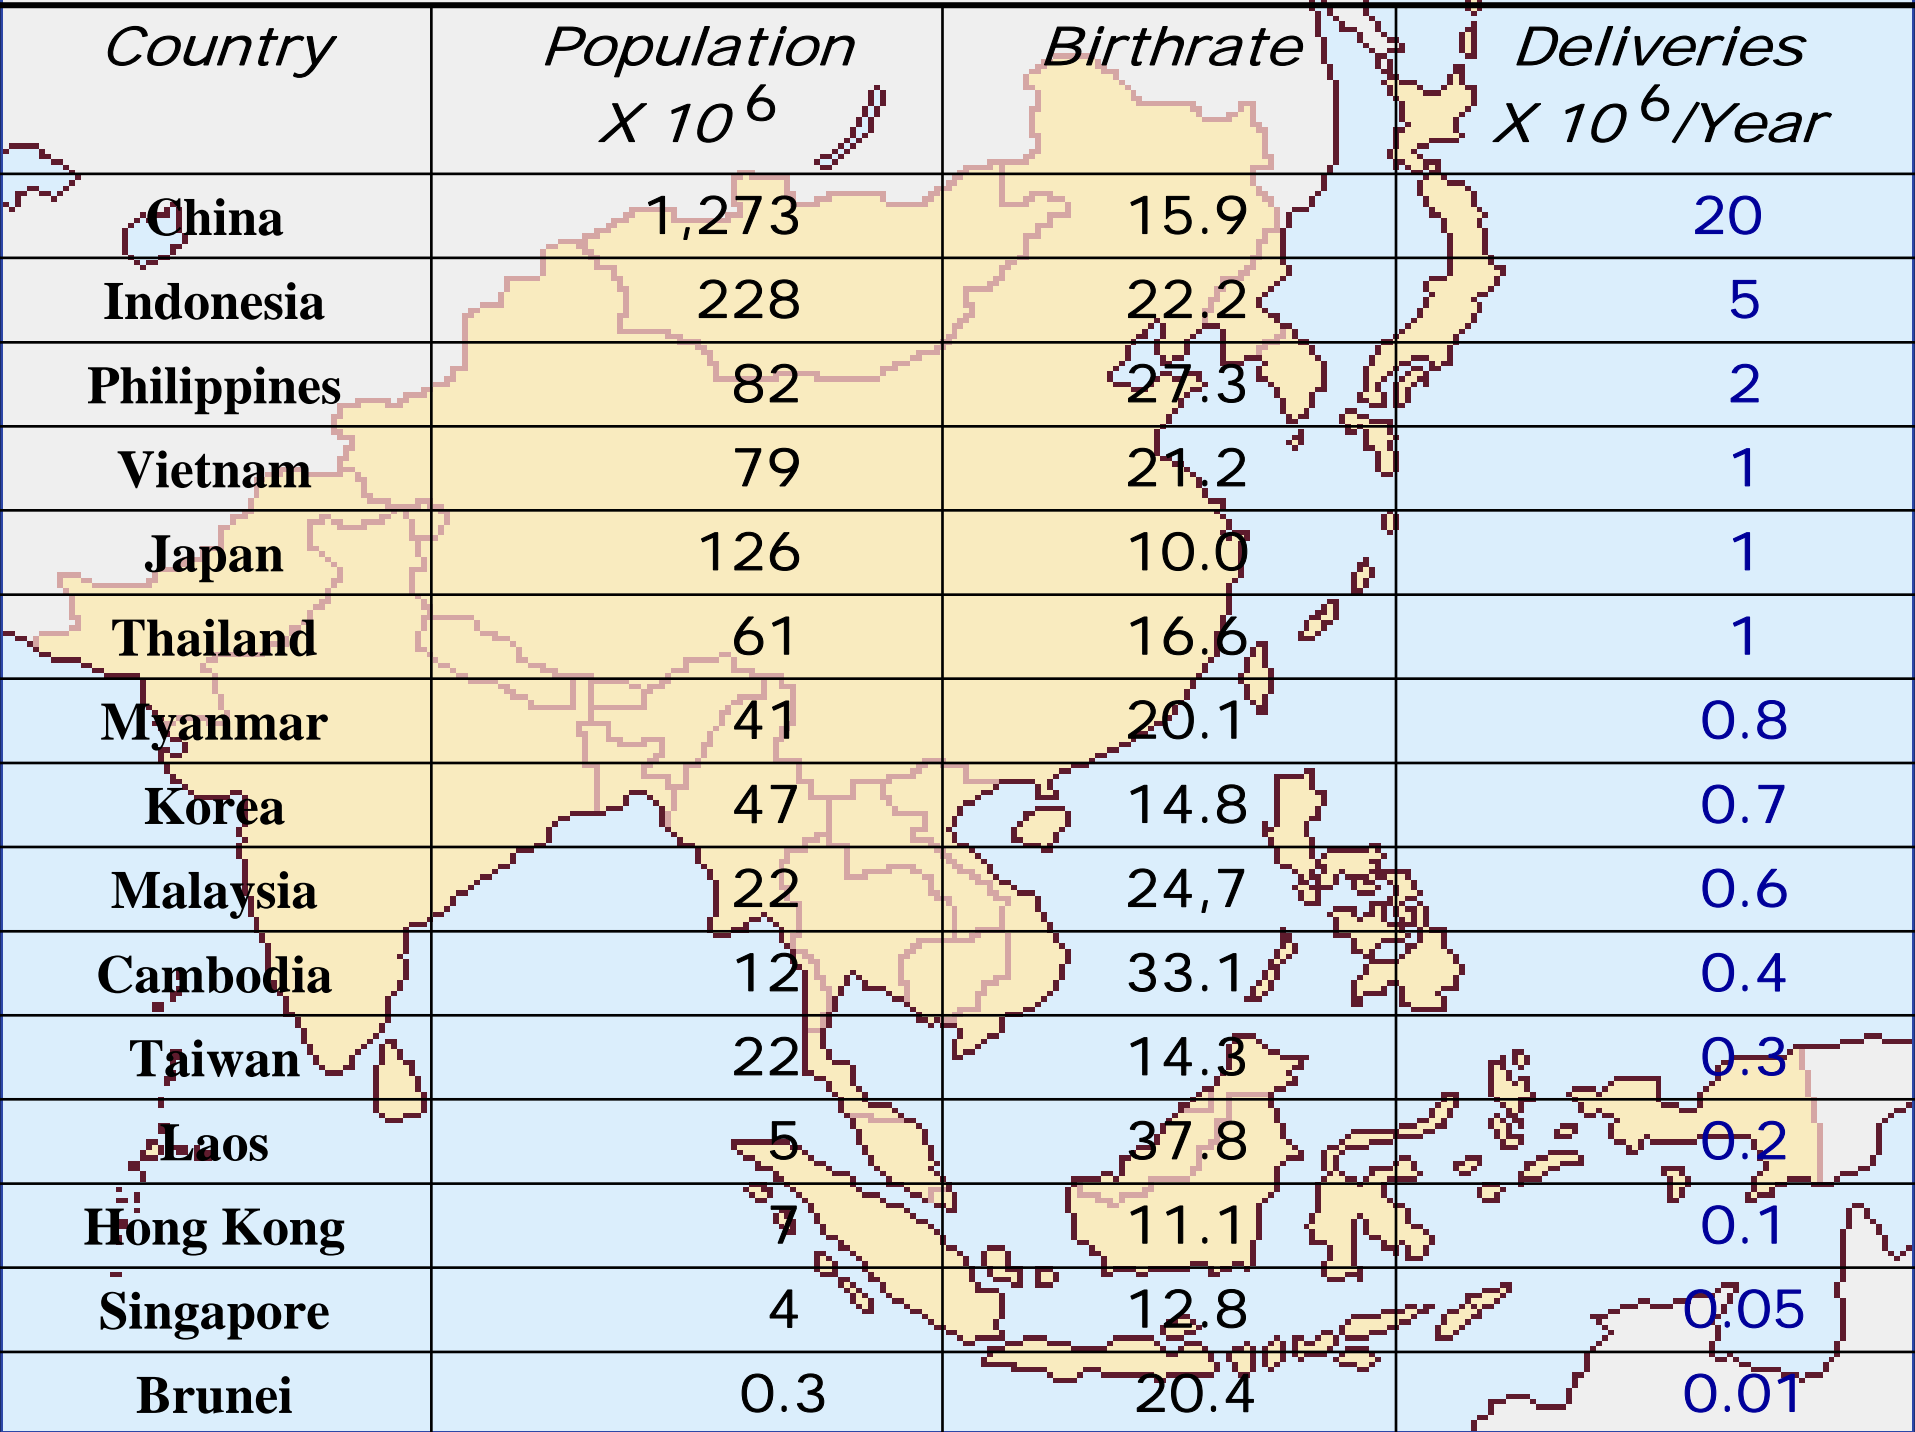 Country Population Birthrate Deliveries
X 10⁶ X 10⁶/Year
China 1,273 15.9 20
Indonesia 228 22.2 5
Philippines 82 27.3 2
Vietnam 79 21.2 1
Japan 126 10.0 1
Thailand 61 16.6 1
Myanmar 41 20.1 0.8
Korea 47 14.8 0.7
Malaysia 22 24,7 0.6
Cambodia 12 33.1 0.4
Taiwan 22 14.3 0.3
Laos 5 37.8 0.2
Hong Kong 7 11.1 0.1
Singapore 4 12.8 0.05
Brunei 0.3 20.4 0.01